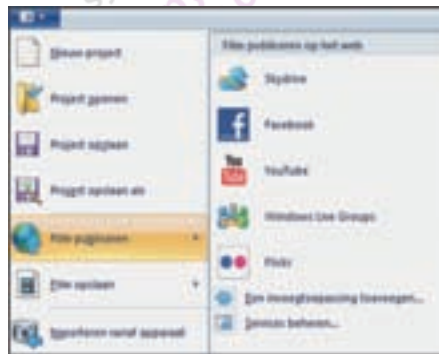 Nieuw project
Project openen
Project opslaan
Project opslaan als
Film publiceren
Film opslaan
Importeren vanaf apparaat
Film publiceren op het web
SkyDrive
Facebook
YouTube
Windows Live Groups
Flickr
Een invoegtoepassing toevoegen...
Services beheren...